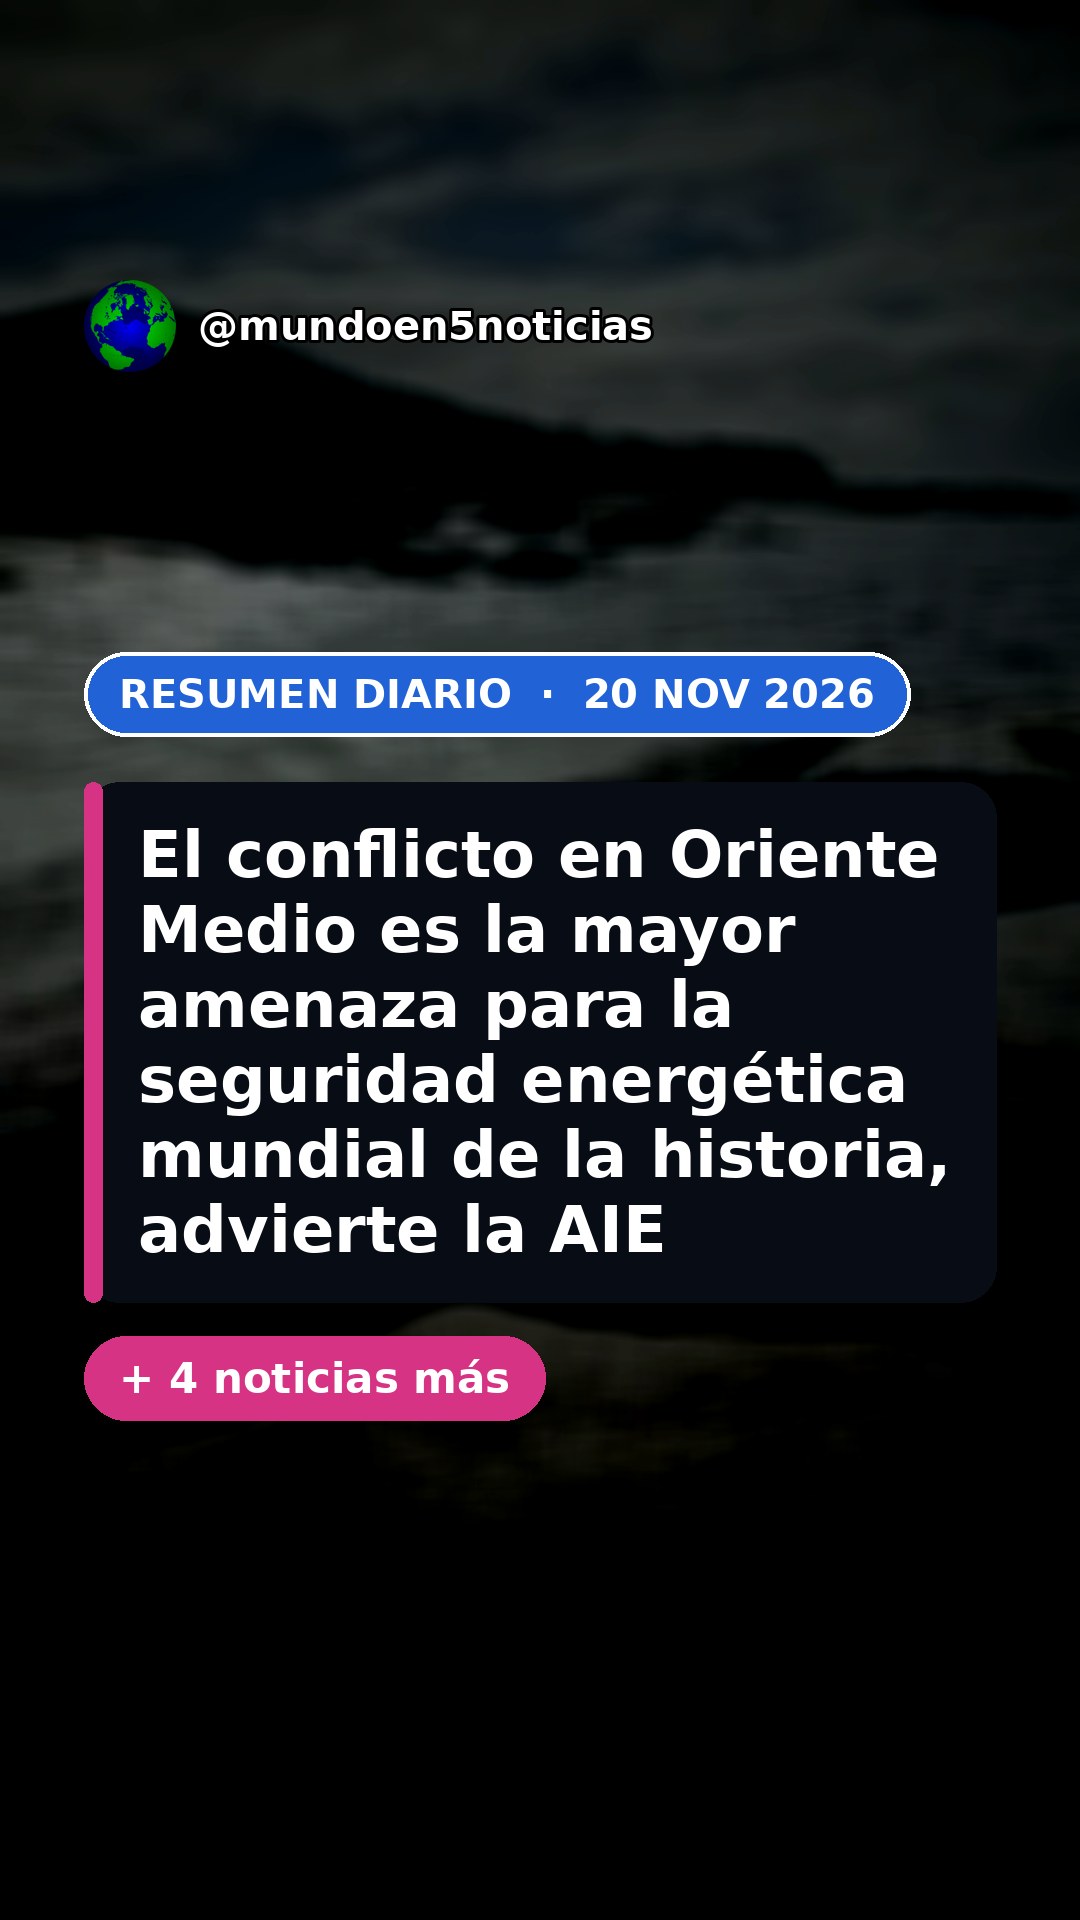 @mundoen5noticias
RESUMEN DIARIO · 20 NOV 2026
El conflicto en Oriente
Medio es la mayor
amenaza para la
seguridad energética
mundial de la historia,
advierte la AIE
+ 4 noticias más